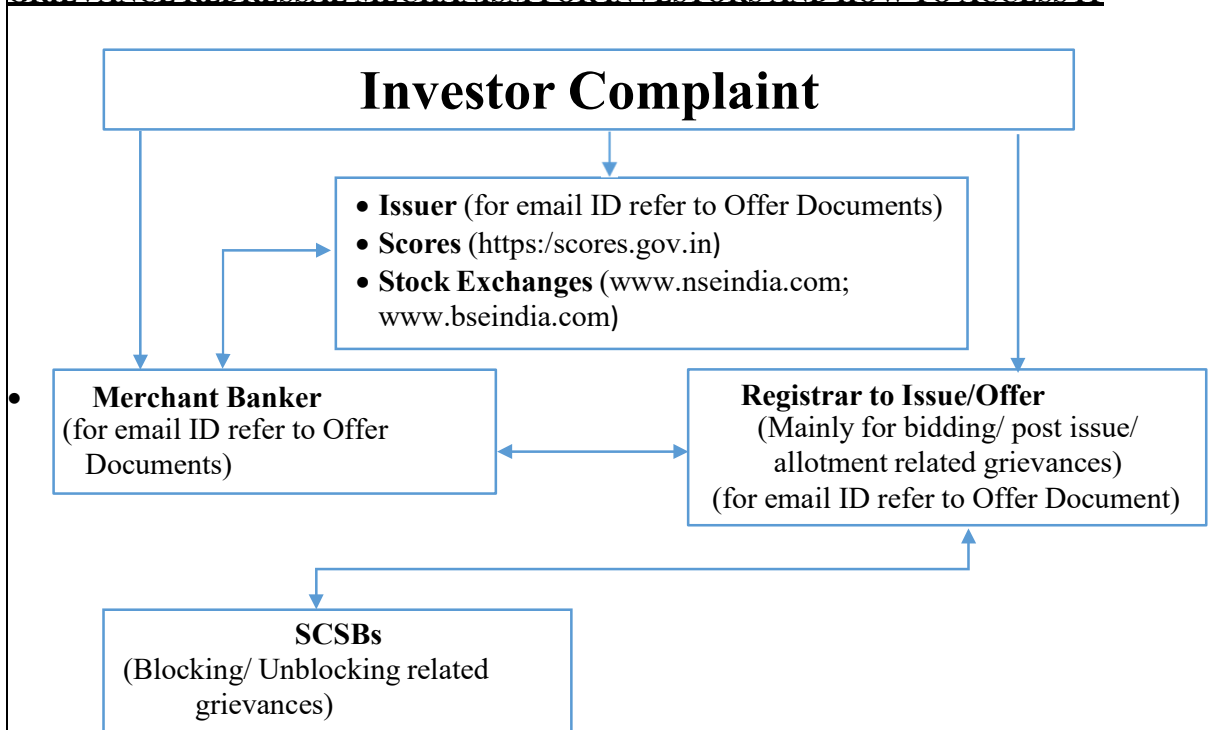 Investor Complaint
• Issuer (for email ID refer to Offer Documents)
• Scores (https:/scores.gov.in)
• Stock Exchanges (www.nseindia.com;
www.bseindia.com)
• Merchant Banker
(for email ID refer to Offer
Documents)
Registrar to Issue/Offer
(Mainly for bidding/ post issue/
allotment related grievances)
(for email ID refer to Offer Document)
SCSBs
(Blocking/ Unblocking related
grievances)